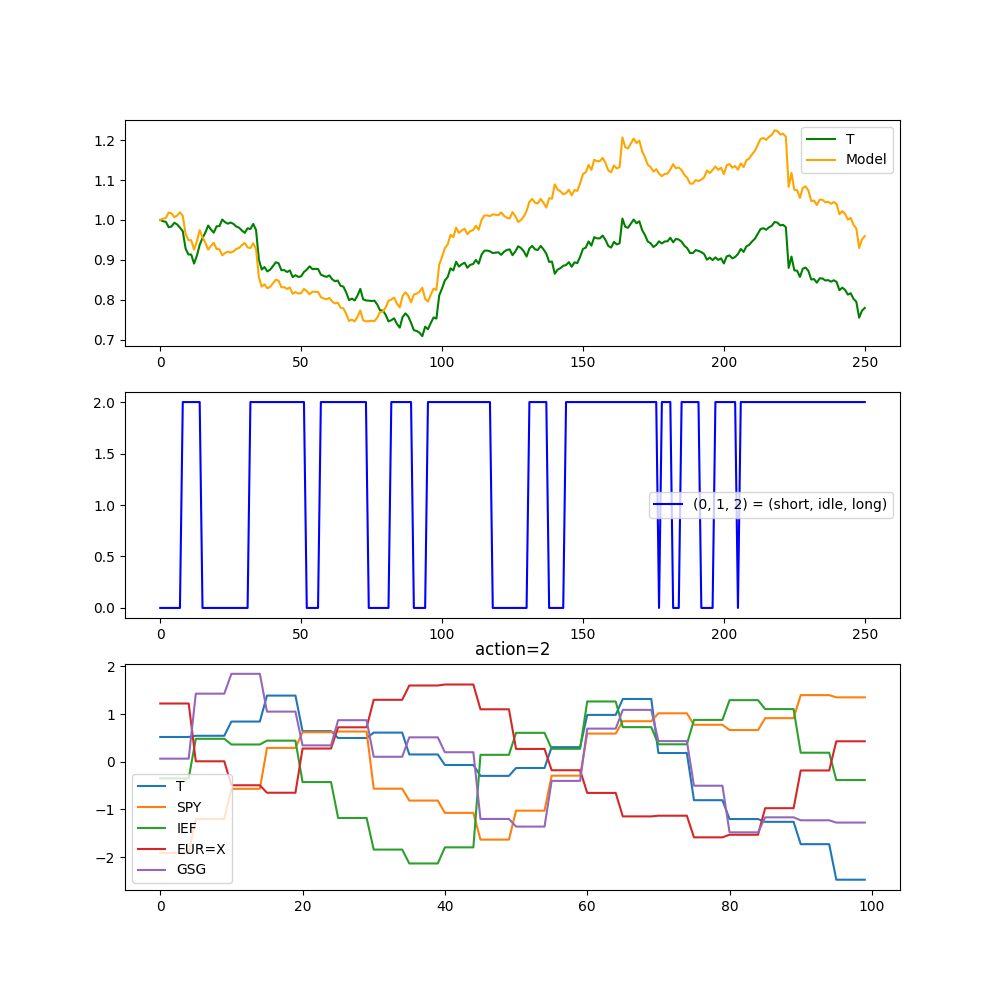 1.2
1.1
1.0
0.9
0.8
0.7
T
Model
0 50 100 150 200 250
2.0
1.5
1.0
0.5
0.0
(0, 1, 2) = (short, idle, long)
0 50 100 150 200 250
action=2
2
1
0
−1
−2
T
SPY
IEF
EUR=X
GSG
0 20 40 60 80 100